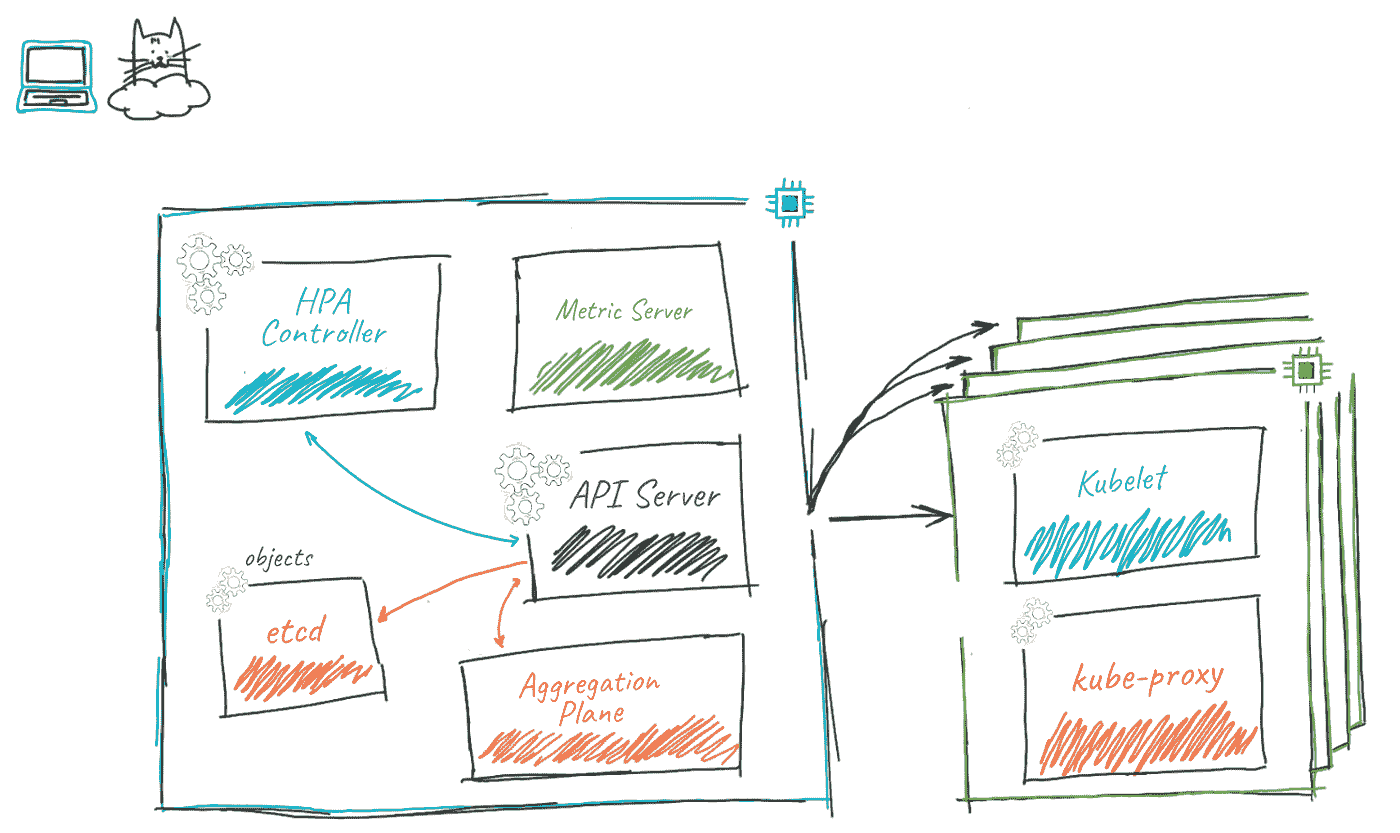 HPA
Controller
Metric Server
API Server
objects
etcd
Aggregation
Plane
Kubelet
kube-proxy